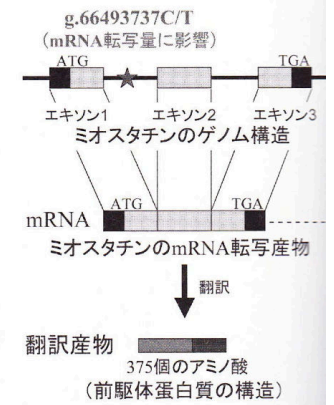 g.66493737C/T
(mRNA転写量に影響)
ATG
TGA
エキソン1
エキソン2
エキソン3
ミオスタチンのゲノム構造
ATG
TGA
mRNA
ミオスタチンのmRNA転写産物
翻訳
翻訳産物
375個のアミノ酸
(前駆体蛋白質の構造)